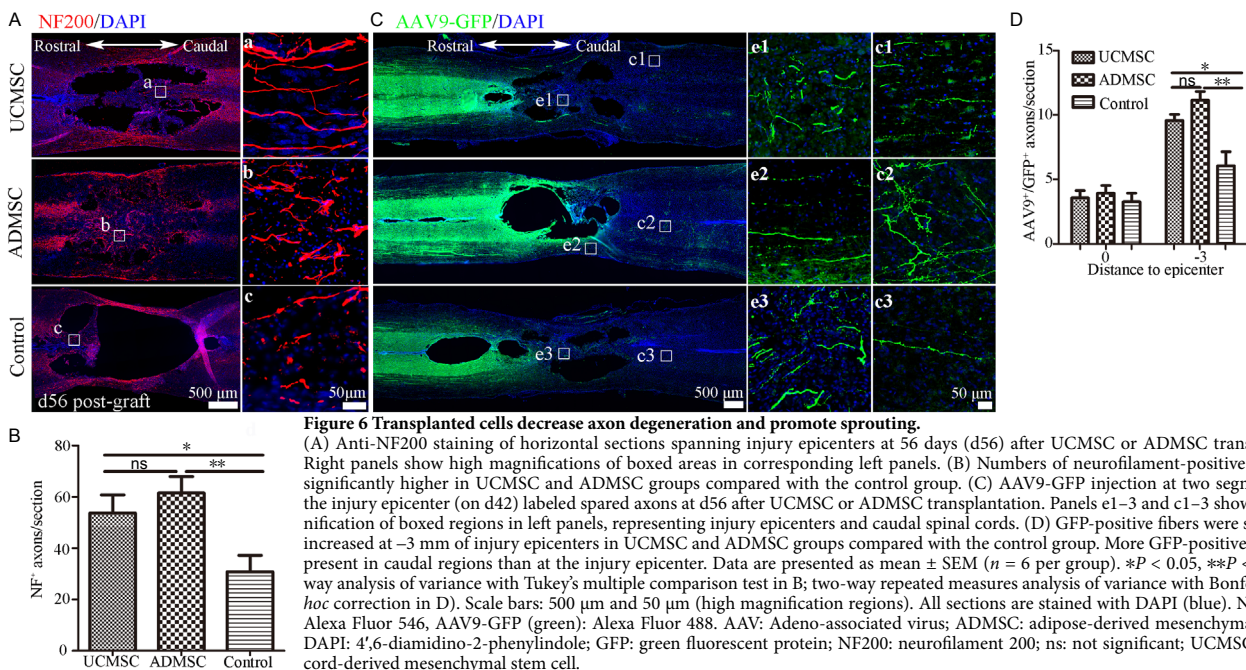 A
NF200/DAPI
Rostral
Caudal
UCMSC
a
a
ADMSC
b
b
Control
c
c
d56 post-graft
500 μm
50μm
C
AAV9-GFP/DAPI
Rostral
Caudal
c1
e1
e1
c1
c2
e2
e2
c2
e3
c3
e3
c3
500 μm
50 μm
D
UCMSC
ADMSC
Control
AAV9+/GFP+ axons/section
15
10
5
0
*
ns
**
0
-3
Distance to epicenter
B
NF+ axons/section
80
60
40
20
0
*
ns
**
UCMSC
ADMSC
Control
Figure 6 Transplanted cells decrease axon degeneration and promote sprouting.
(A) Anti-NF200 staining of horizontal sections spanning injury epicenters at 56 days (d56) after UCMSC or ADMSC tran
Right panels show high magnifications of boxed areas in corresponding left panels. (B) Numbers of neurofilament-positive
significantly higher in UCMSC and ADMSC groups compared with the control group. (C) AAV9-GFP injection at two segn
the injury epicenter (on d42) labeled spared axons at d56 after UCMSC or ADMSC transplantation. Panels e1–3 and c1–3 show
nification of boxed regions in left panels, representing injury epicenters and caudal spinal cords. (D) GFP-positive fibers were s
increased at –3 mm of injury epicenters in UCMSC and ADMSC groups compared with the control group. More GFP-positive
present in caudal regions than at the injury epicenter. Data are presented as mean ± SEM (n = 6 per group). *P < 0.05, **P <
way analysis of variance with Tukey's multiple comparison test in B; two-way repeated measures analysis of variance with Bonf
hoc correction in D). Scale bars: 500 μm and 50 μm (high magnification regions). All sections are stained with DAPI (blue). N
Alexa Fluor 546, AAV9-GFP (green): Alexa Fluor 488. AAV: Adeno-associated virus; ADMSC: adipose-derived mesenchyma
DAPI: 4′,6-diamidino-2-phenylindole; GFP: green fluorescent protein; NF200: neurofilament 200; ns: not significant; UCMSC
cord-derived mesenchymal stem cell.